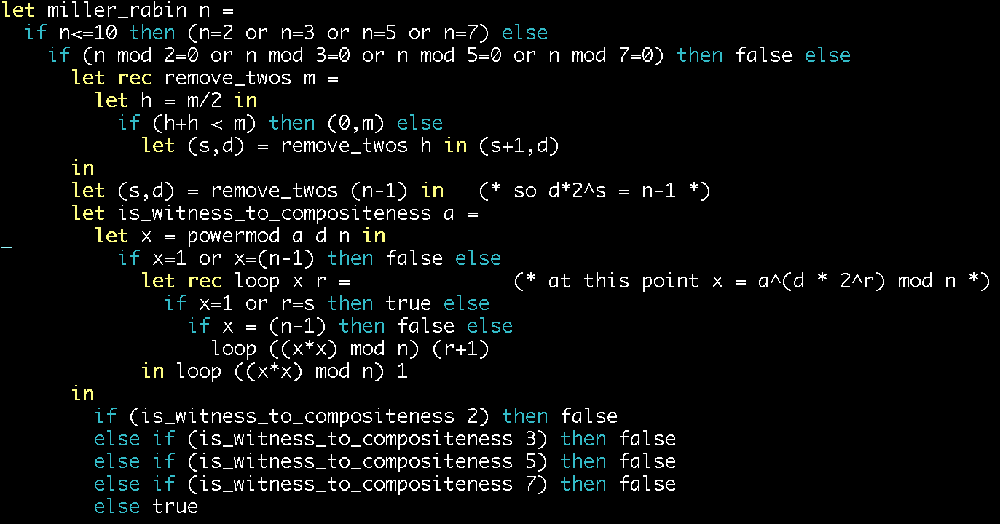 let miller_rabin n =
  if n<=10 then (n=2 or n=3 or n=5 or n=7) else
    if (n mod 2=0 or n mod 3=0 or n mod 5=0 or n mod 7=0) then false else
      let rec remove_twos m =
        let h = m/2 in
          if (h+h < m) then (0,m) else
            let (s,d) = remove_twos h in (s+1,d)
      in
      let (s,d) = remove_twos (n-1) in   (* so d*2^s = n-1 *)
      let is_witness_to_compositeness a =
        let x = powermod a d n in
          if x=1 or x=(n-1) then false else
            let rec loop x r =              (* at this point x = a^(d * 2^r) mod n *)
              if x=1 or r=s then true else
                if x = (n-1) then false else
                  loop ((x*x) mod n) (r+1)
            in loop ((x*x) mod n) 1
      in
        if (is_witness_to_compositeness 2) then false
        else if (is_witness_to_compositeness 3) then false
        else if (is_witness_to_compositeness 5) then false
        else if (is_witness_to_compositeness 7) then false
        else true